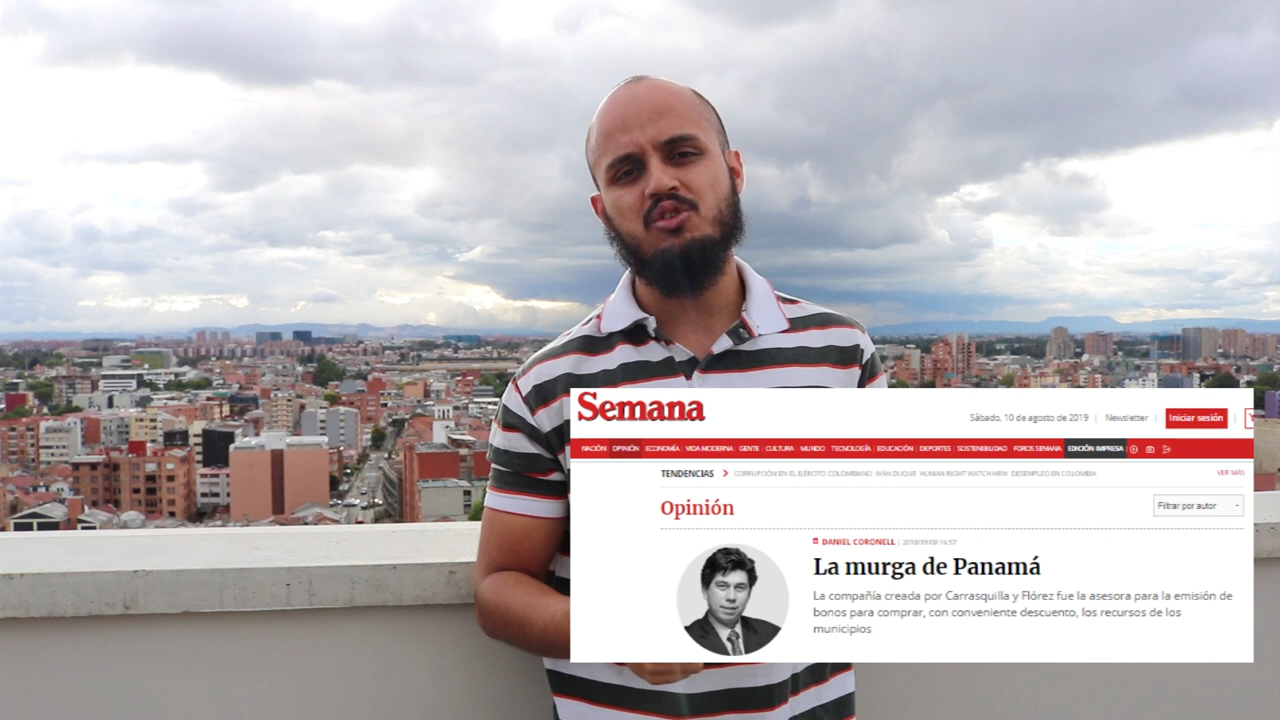 Semana
Sábado, 10 de agosto de 2019 | Newsletter | Iniciar sesión
NACIÓN OPINIÓN ECONOMÍA VIDA MODERNA GENTE CULTURA MUNDO TECNOLOGÍA EDUCACIÓN DEPORTES SOSTENIBILIDAD FOROS SEMANA EDICIÓN IMPRESA
TENDENCIAS CORRUPCIÓN EN EL EJÉRCITO COLOMBIANO IVÁN DUQUE HUMAN RIGHT WATCH HRW DESEMPLEO EN COLOMBIA VER MÁS
Opinión
Filtrar por autor
DANIEL CORONELL |
La murga de Panamá
La compañía creada por Carrasquilla y Flórez fue la asesora para la emisión de
bonos para comprar, con conveniente descuento, los recursos de los
municipios